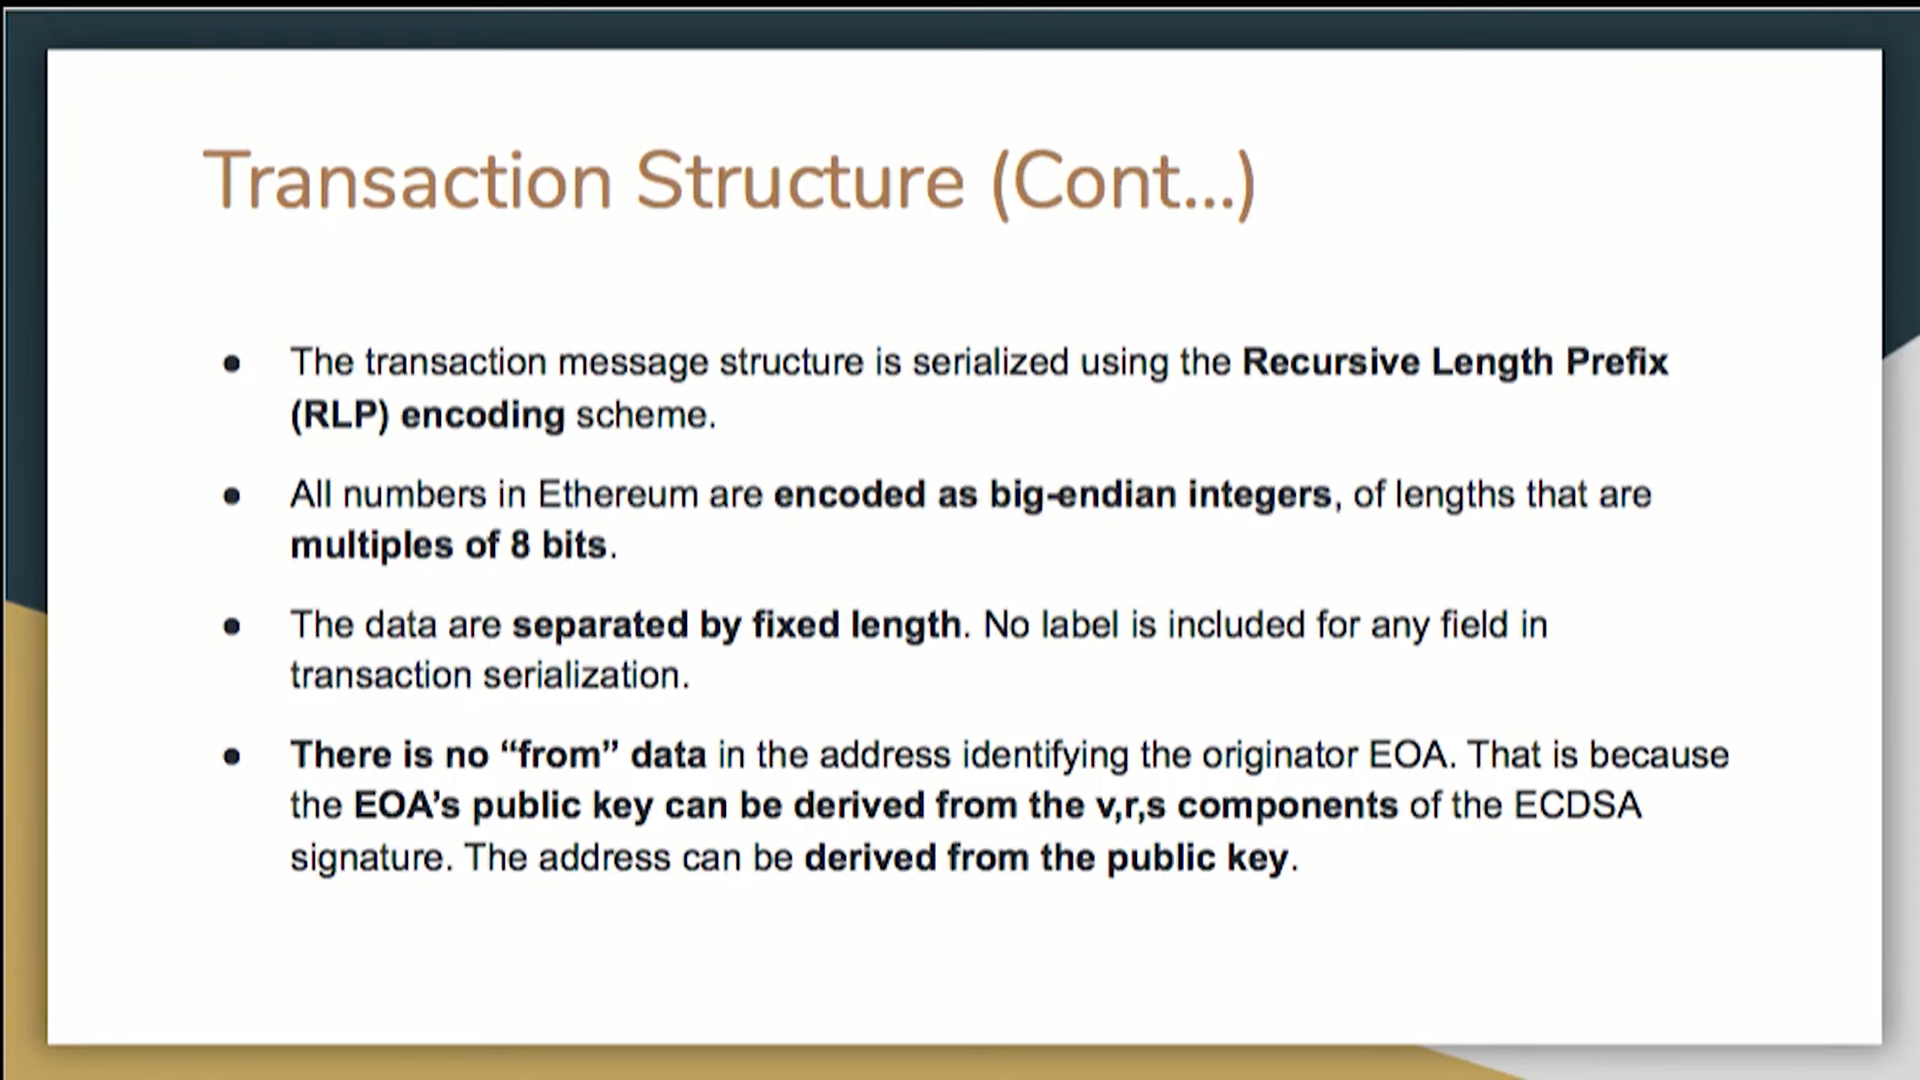 Transaction Structure (Cont...)
● The transaction message structure is serialized using the Recursive Length Prefix
(RLP) encoding scheme.
● All numbers in Ethereum are encoded as big-endian integers, of lengths that are
multiples of 8 bits.
● The data are separated by fixed length. No label is included for any field in
transaction serialization.
● There is no “from” data in the address identifying the originator EOA. That is because
the EOA’s public key can be derived from the v,r,s components of the ECDSA
signature. The address can be derived from the public key.